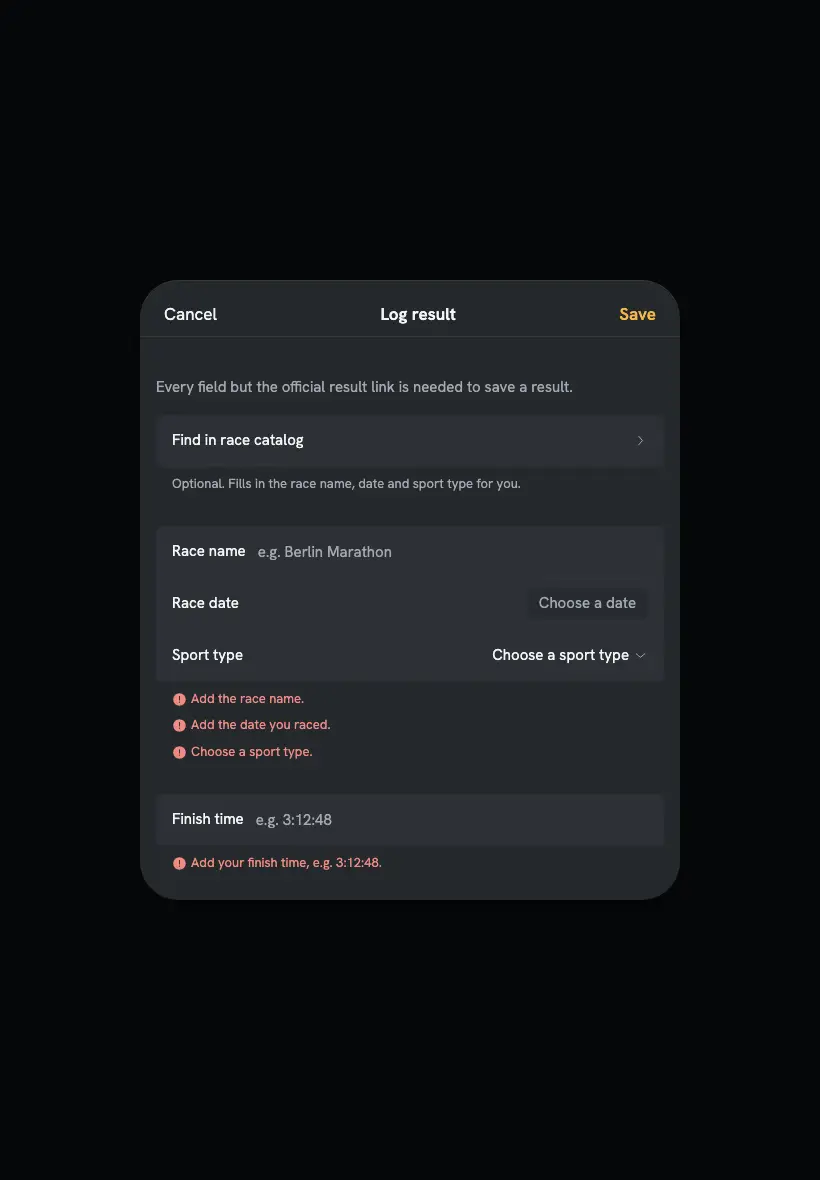 Cancel
Log result
Save
Every field but the official result link is needed to save a result.
Find in race catalog
Optional. Fills in the race name, date and sport type for you.
Race name e.g. Berlin Marathon
Race date Choose a date
Sport type Choose a sport type
Add the race name.
Add the date you raced.
Choose a sport type.
Finish time e.g. 3:12:48
Add your finish time, e.g. 3:12:48.